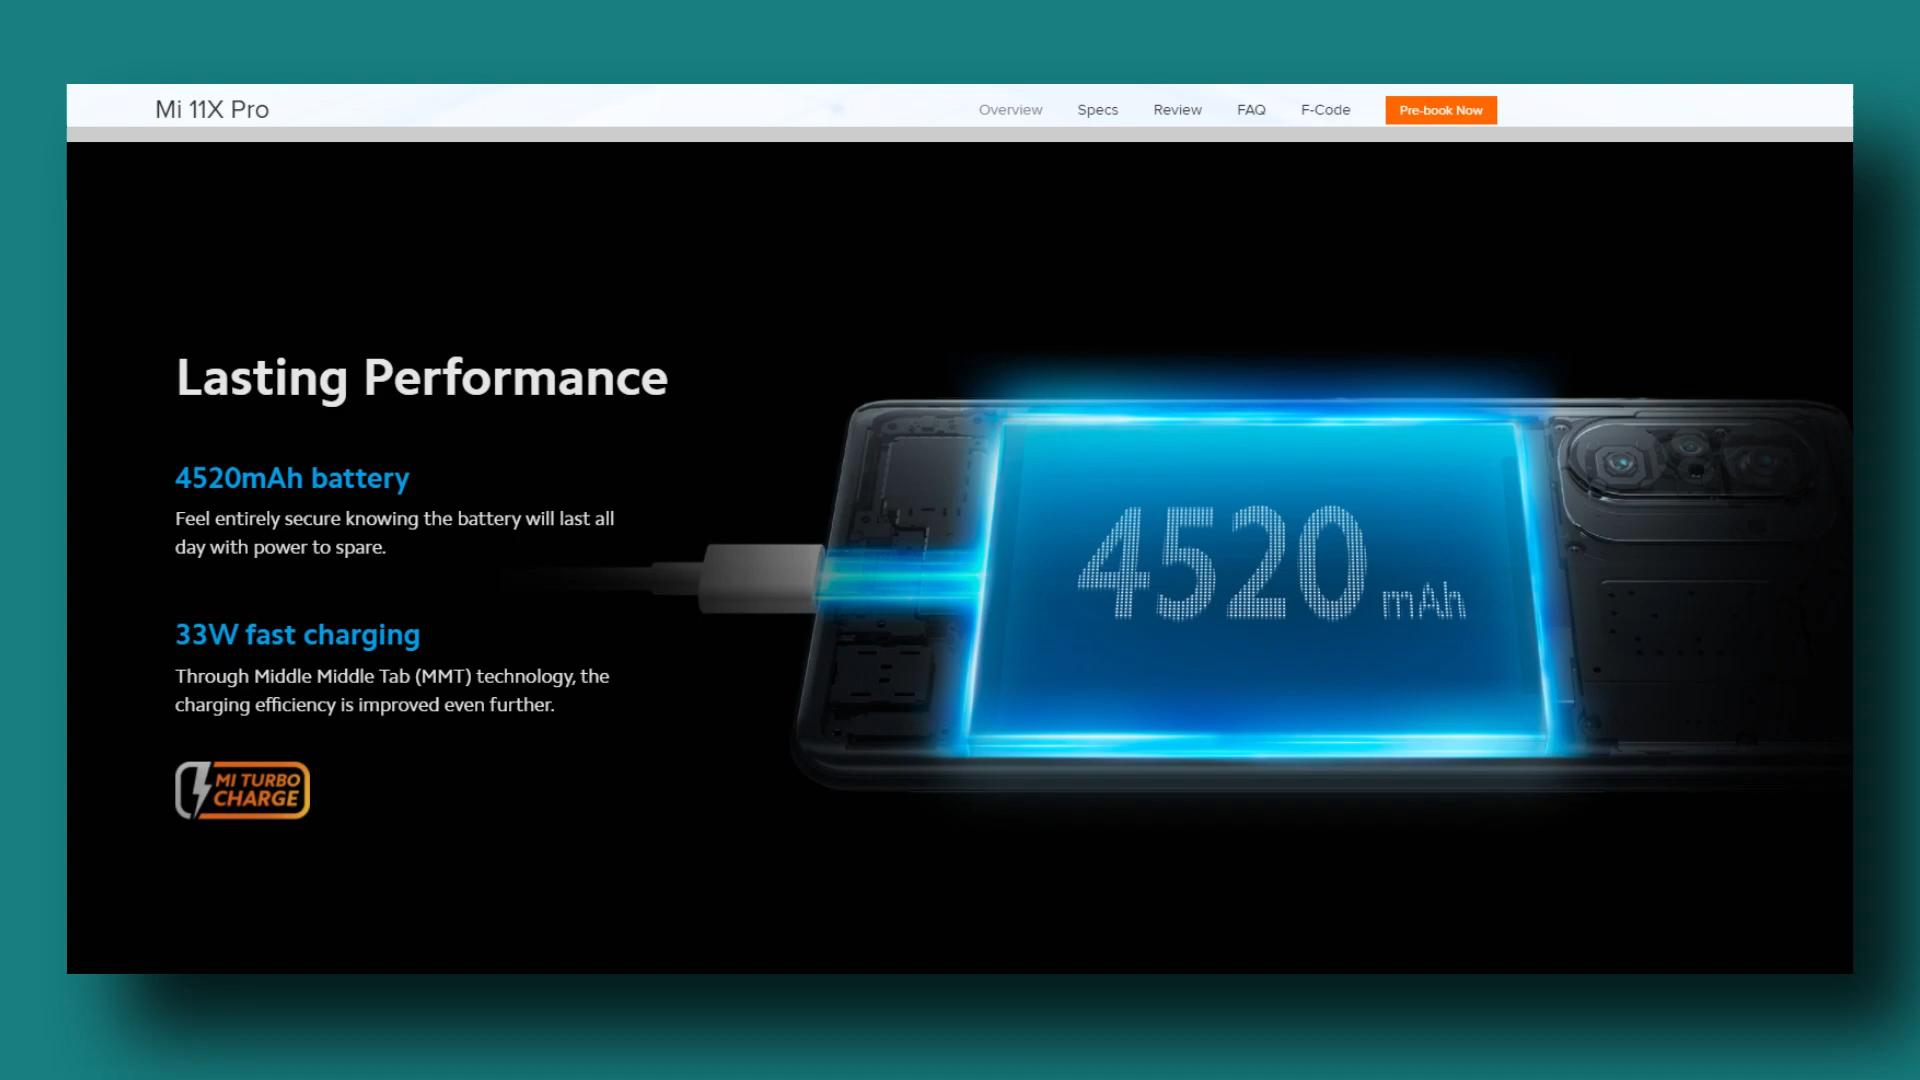 Mi 11X Pro
Overview Specs Review FAQ F-Code Pre-book Now
Lasting Performance
4520mAh battery
Feel entirely secure knowing the battery will last all
day with power to spare.
33W fast charging
Through Middle Middle Tab (MMT) technology, the
charging efficiency is improved even further.
MI TURBO
CHARGE
4520 mAh